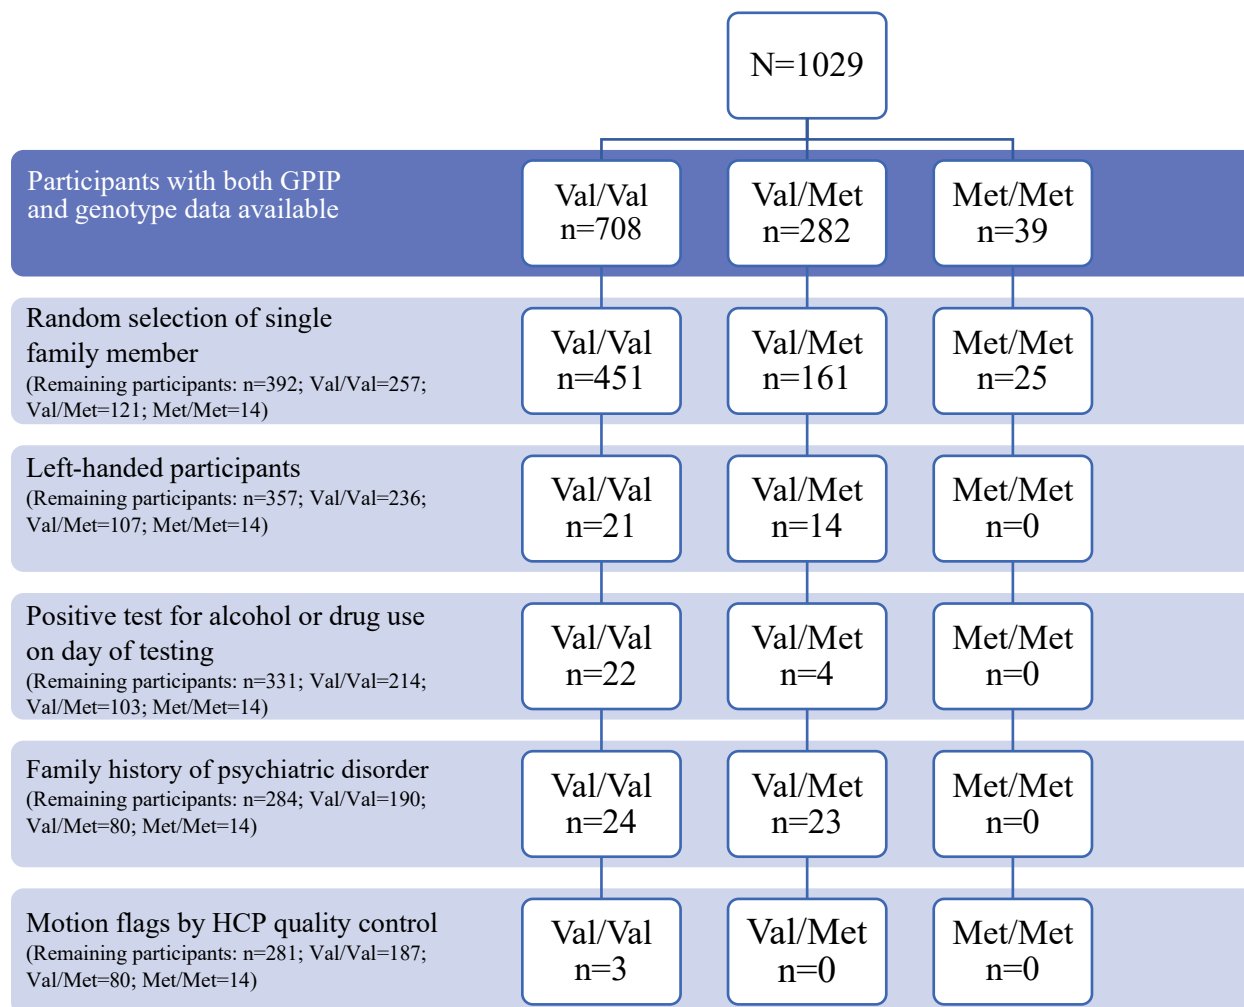 N=1029
Participants with both GPIP
and genotype data available
Val/Val
n=708
Val/Met
n=282
Met/Met
n=39
Random selection of single
family member
(Remaining participants: n=392; Val/Val=257;
Val/Met=121; Met/Met=14)
Val/Val
n=451
Val/Met
n=161
Met/Met
n=25
Left-handed participants
(Remaining participants: n=357; Val/Val=236;
Val/Met=107; Met/Met=14)
Val/Val
n=21
Val/Met
n=14
Met/Met
n=0
Positive test for alcohol or drug use
on day of testing
(Remaining participants: n=331; Val/Val=214;
Val/Met=103; Met/Met=14)
Val/Val
n=22
Val/Met
n=4
Met/Met
n=0
Family history of psychiatric disorder
(Remaining participants: n=284; Val/Val=190;
Val/Met=80; Met/Met=14)
Val/Val
n=24
Val/Met
n=23
Met/Met
n=0
Motion flags by HCP quality control
(Remaining participants: n=281; Val/Val=187;
Val/Met=80; Met/Met=14)
Val/Val
n=3
Val/Met
n=0
Met/Met
n=0